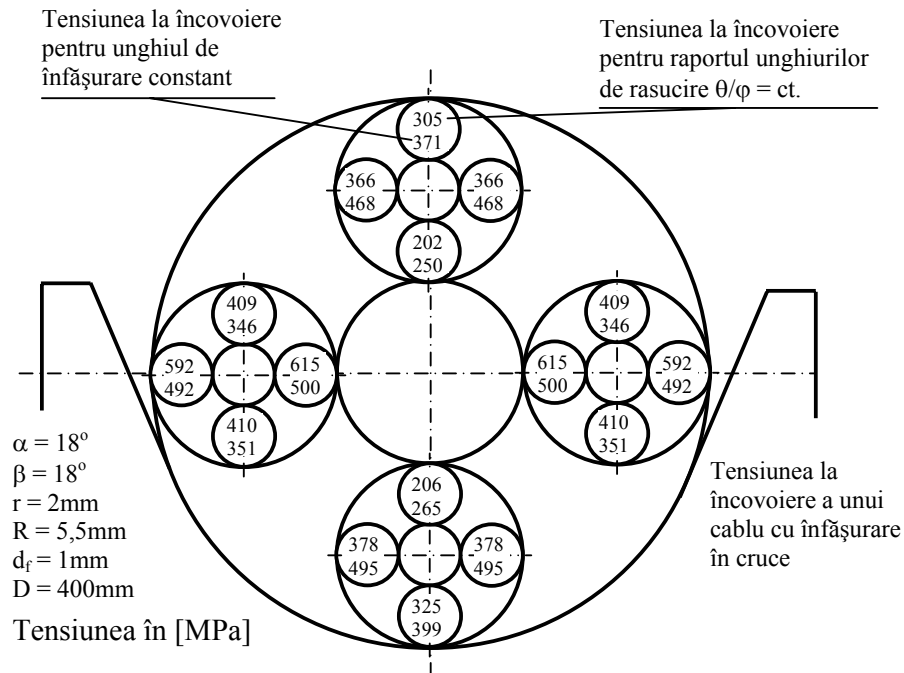 Tensiunea la încovoiere
pentru unghiul de
înfăşurare constant
Tensiunea la încovoiere
pentru raportul unghiurilor
de rasucire θ/φ = ct.
305
371
366
468
366
468
202
250
409
346
592
492
615
500
410
351
409
346
615
500
592
492
410
351
206
265
378
495
378
495
325
399
α = 18°
β = 18°
r = 2mm
R = 5,5mm
d_f = 1mm
D = 400mm
Tensiunea în [MPa]
Tensiunea la
încovoiere a unui
cablu cu înfăşurare
în cruce